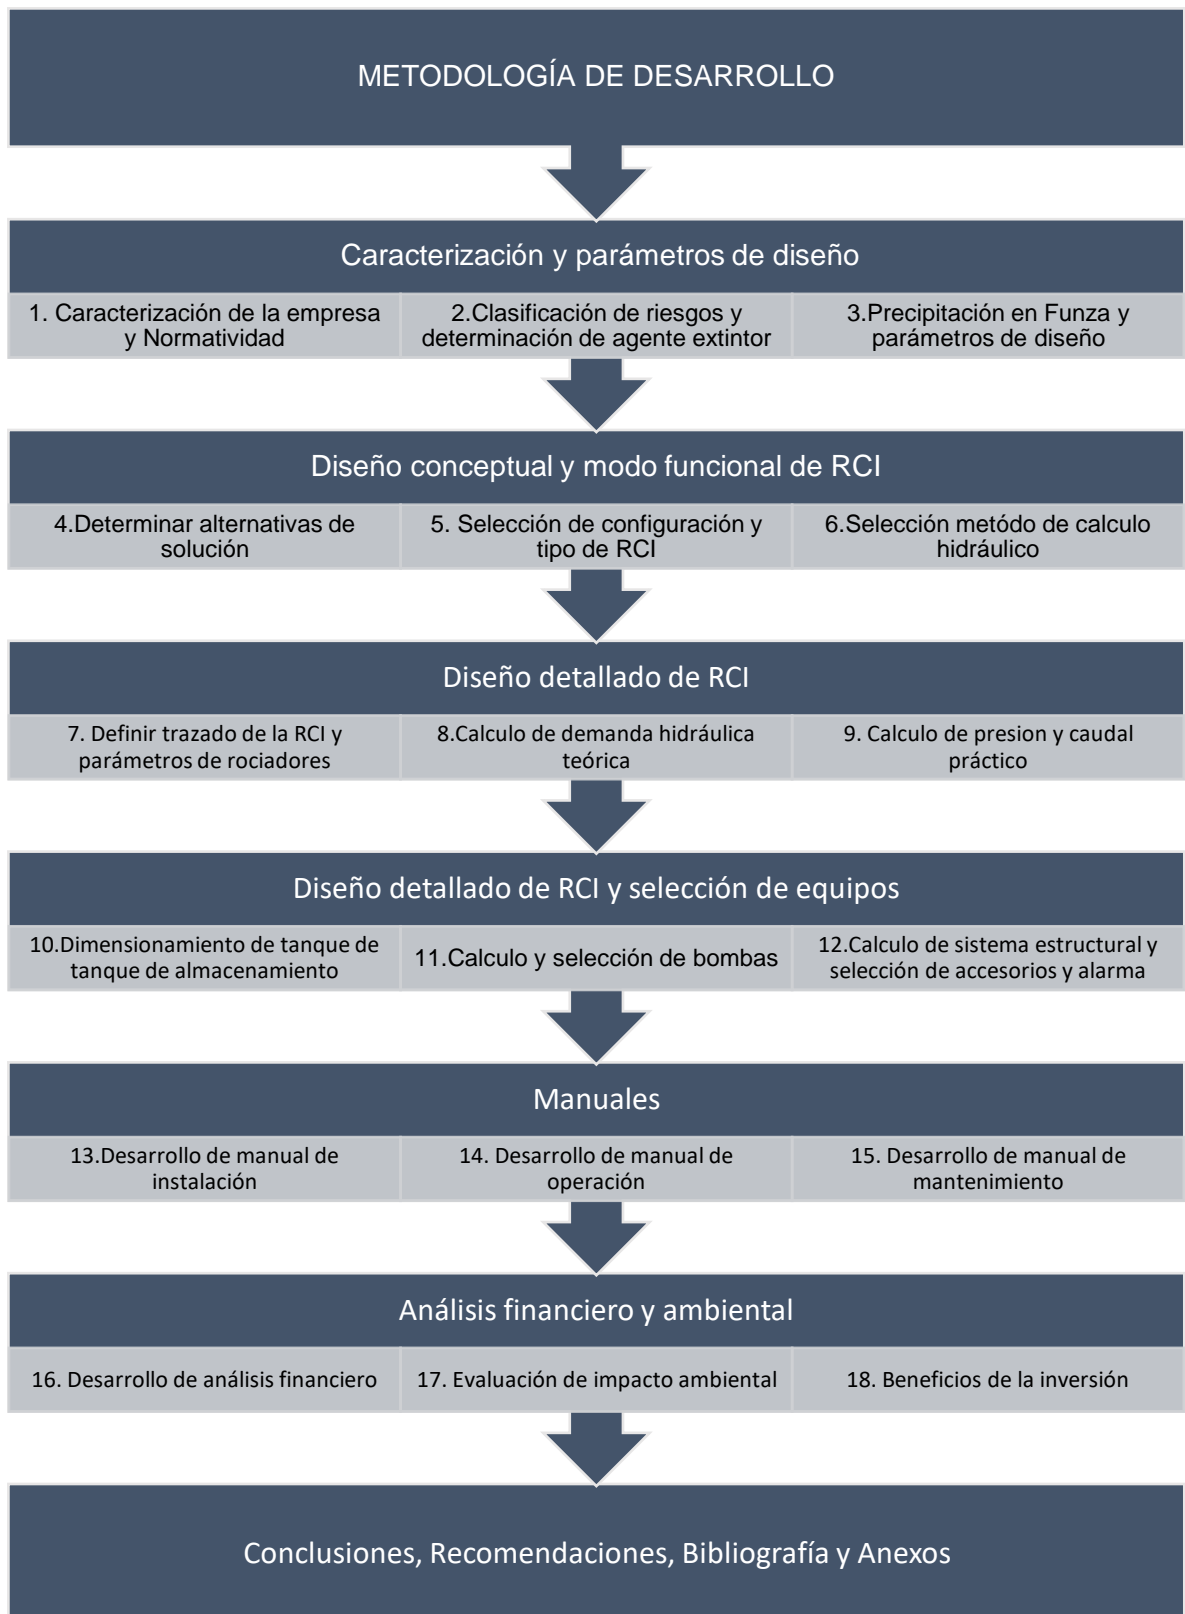 METODOLOGÍA DE DESARROLLO
Caracterización y parámetros de diseño
1. Caracterización de la empresa
y Normatividad
2.Clasificación de riesgos y
determinación de agente extintor
3.Precipitación en Funza y
parámetros de diseño
Diseño conceptual y modo funcional de RCI
4.Determinar alternativas de
solución
5. Selección de configuración y
tipo de RCI
6.Selección metódo de calculo
hidráulico
Diseño detallado de RCI
7. Definir trazado de la RCI y
parámetros de rociadores
8.Calculo de demanda hidráulica
teórica
9. Calculo de presion y caudal
práctico
Diseño detallado de RCI y selección de equipos
10.Dimensionamiento de tanque de
tanque de almacenamiento
11.Calculo y selección de bombas
12.Calculo de sistema estructural y
selección de accesorios y alarma
Manuales
13.Desarrollo de manual de
instalación
14. Desarrollo de manual de
operación
15. Desarrollo de manual de
mantenimiento
Análisis financiero y ambiental
16. Desarrollo de análisis financiero
17. Evaluación de impacto ambiental
18. Beneficios de la inversión
Conclusiones, Recomendaciones, Bibliografía y Anexos